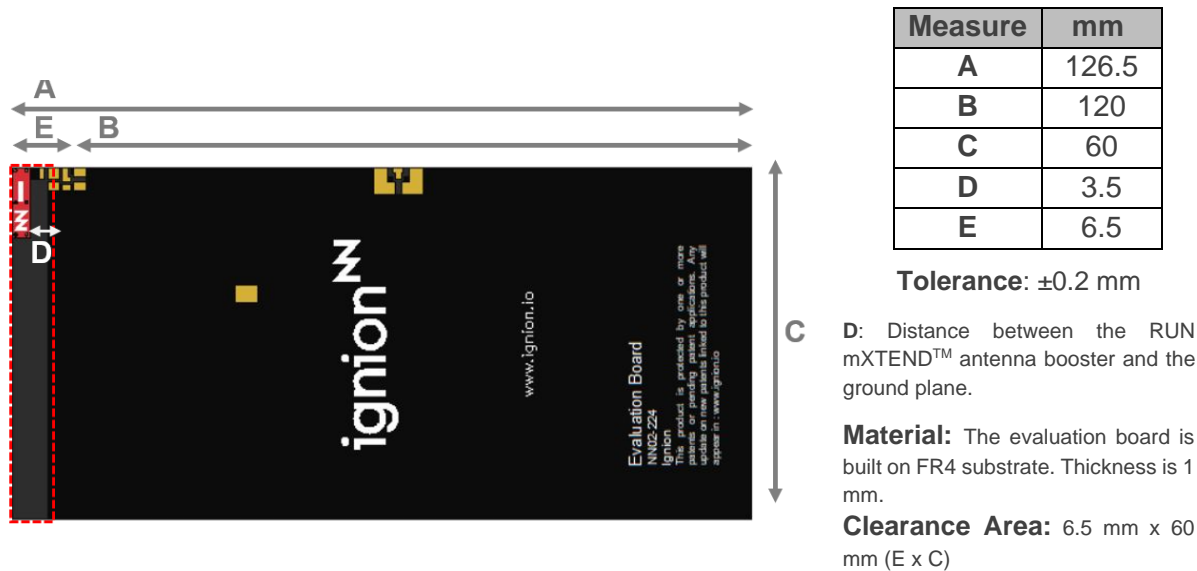 A
E
B
D
C
ignion
www.ignion.io
Evaluation Board
NN02-224
Ignion
This product is protected by one or more
patents or pending patent applications. Any
update on new patents linked to this product will
appear in : www.ignion.io
Measure mm
A 126.5
B 120
C 60
D 3.5
E 6.5
Tolerance: ±0.2 mm
D: Distance between the RUN
mXTEND™ antenna booster and the
ground plane.
Material: The evaluation board is
built on FR4 substrate. Thickness is 1
mm.
Clearance Area: 6.5 mm x 60
mm (E x C)